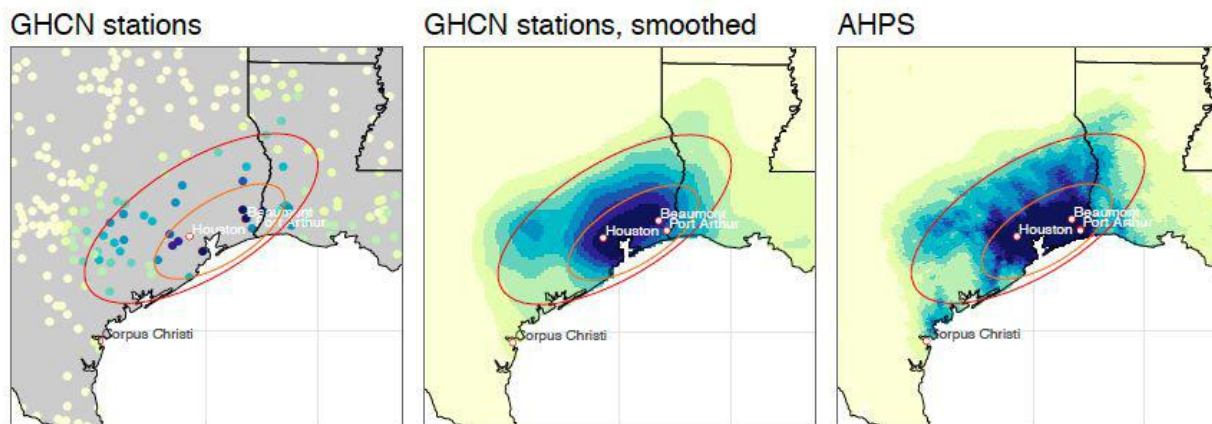 GHCN stations
GHCN stations, smoothed
AHPS
Beaumont
Port Arthur
Houston
Corpus Christi
Beaumont
Port Arthur
Houston
Corpus Christi
Beaumont
Port Arthur
Houston
Corpus Christi